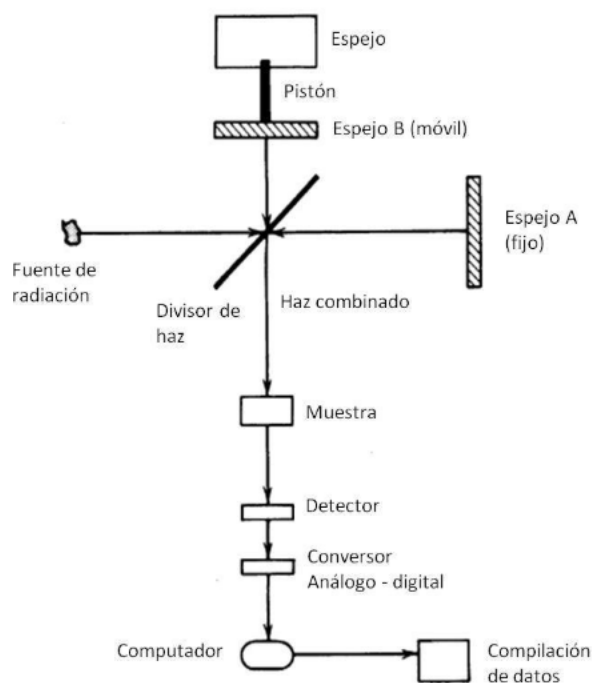 Espejo
Pistón
Espejo B (móvil)
Espejo A
(fijo)
Fuente de
radiación
Divisor de
haz
Haz combinado
Muestra
Detector
Conversor
Análogo - digital
Computador
Compilación
de datos